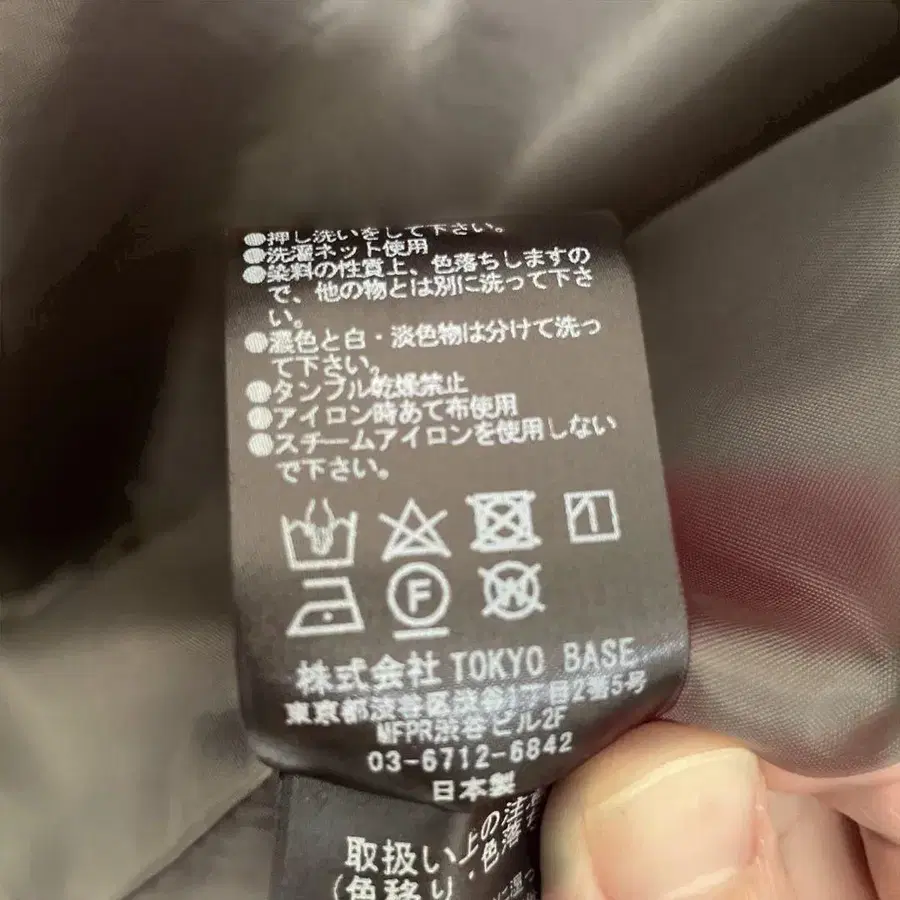 ●押し洗いをして下さい。
●洗濯ネット使用
●染料の性質上、色落ちしますの
で、他の物とは別に洗って下さ
い。
●濃色と白・淡色物は分けて洗っ
て下さい。
●タンブル乾燥禁止
●アイロン時あて布使用
●スチームアイロンを使用しない
で下さい。
F
W
株式会社 TOKYO BASE
東京都渋谷区渋谷1丁目2番5号
MFPR渋谷ビル2F
03-6712-6842
日本製
取扱い上の注
(色移り・色落